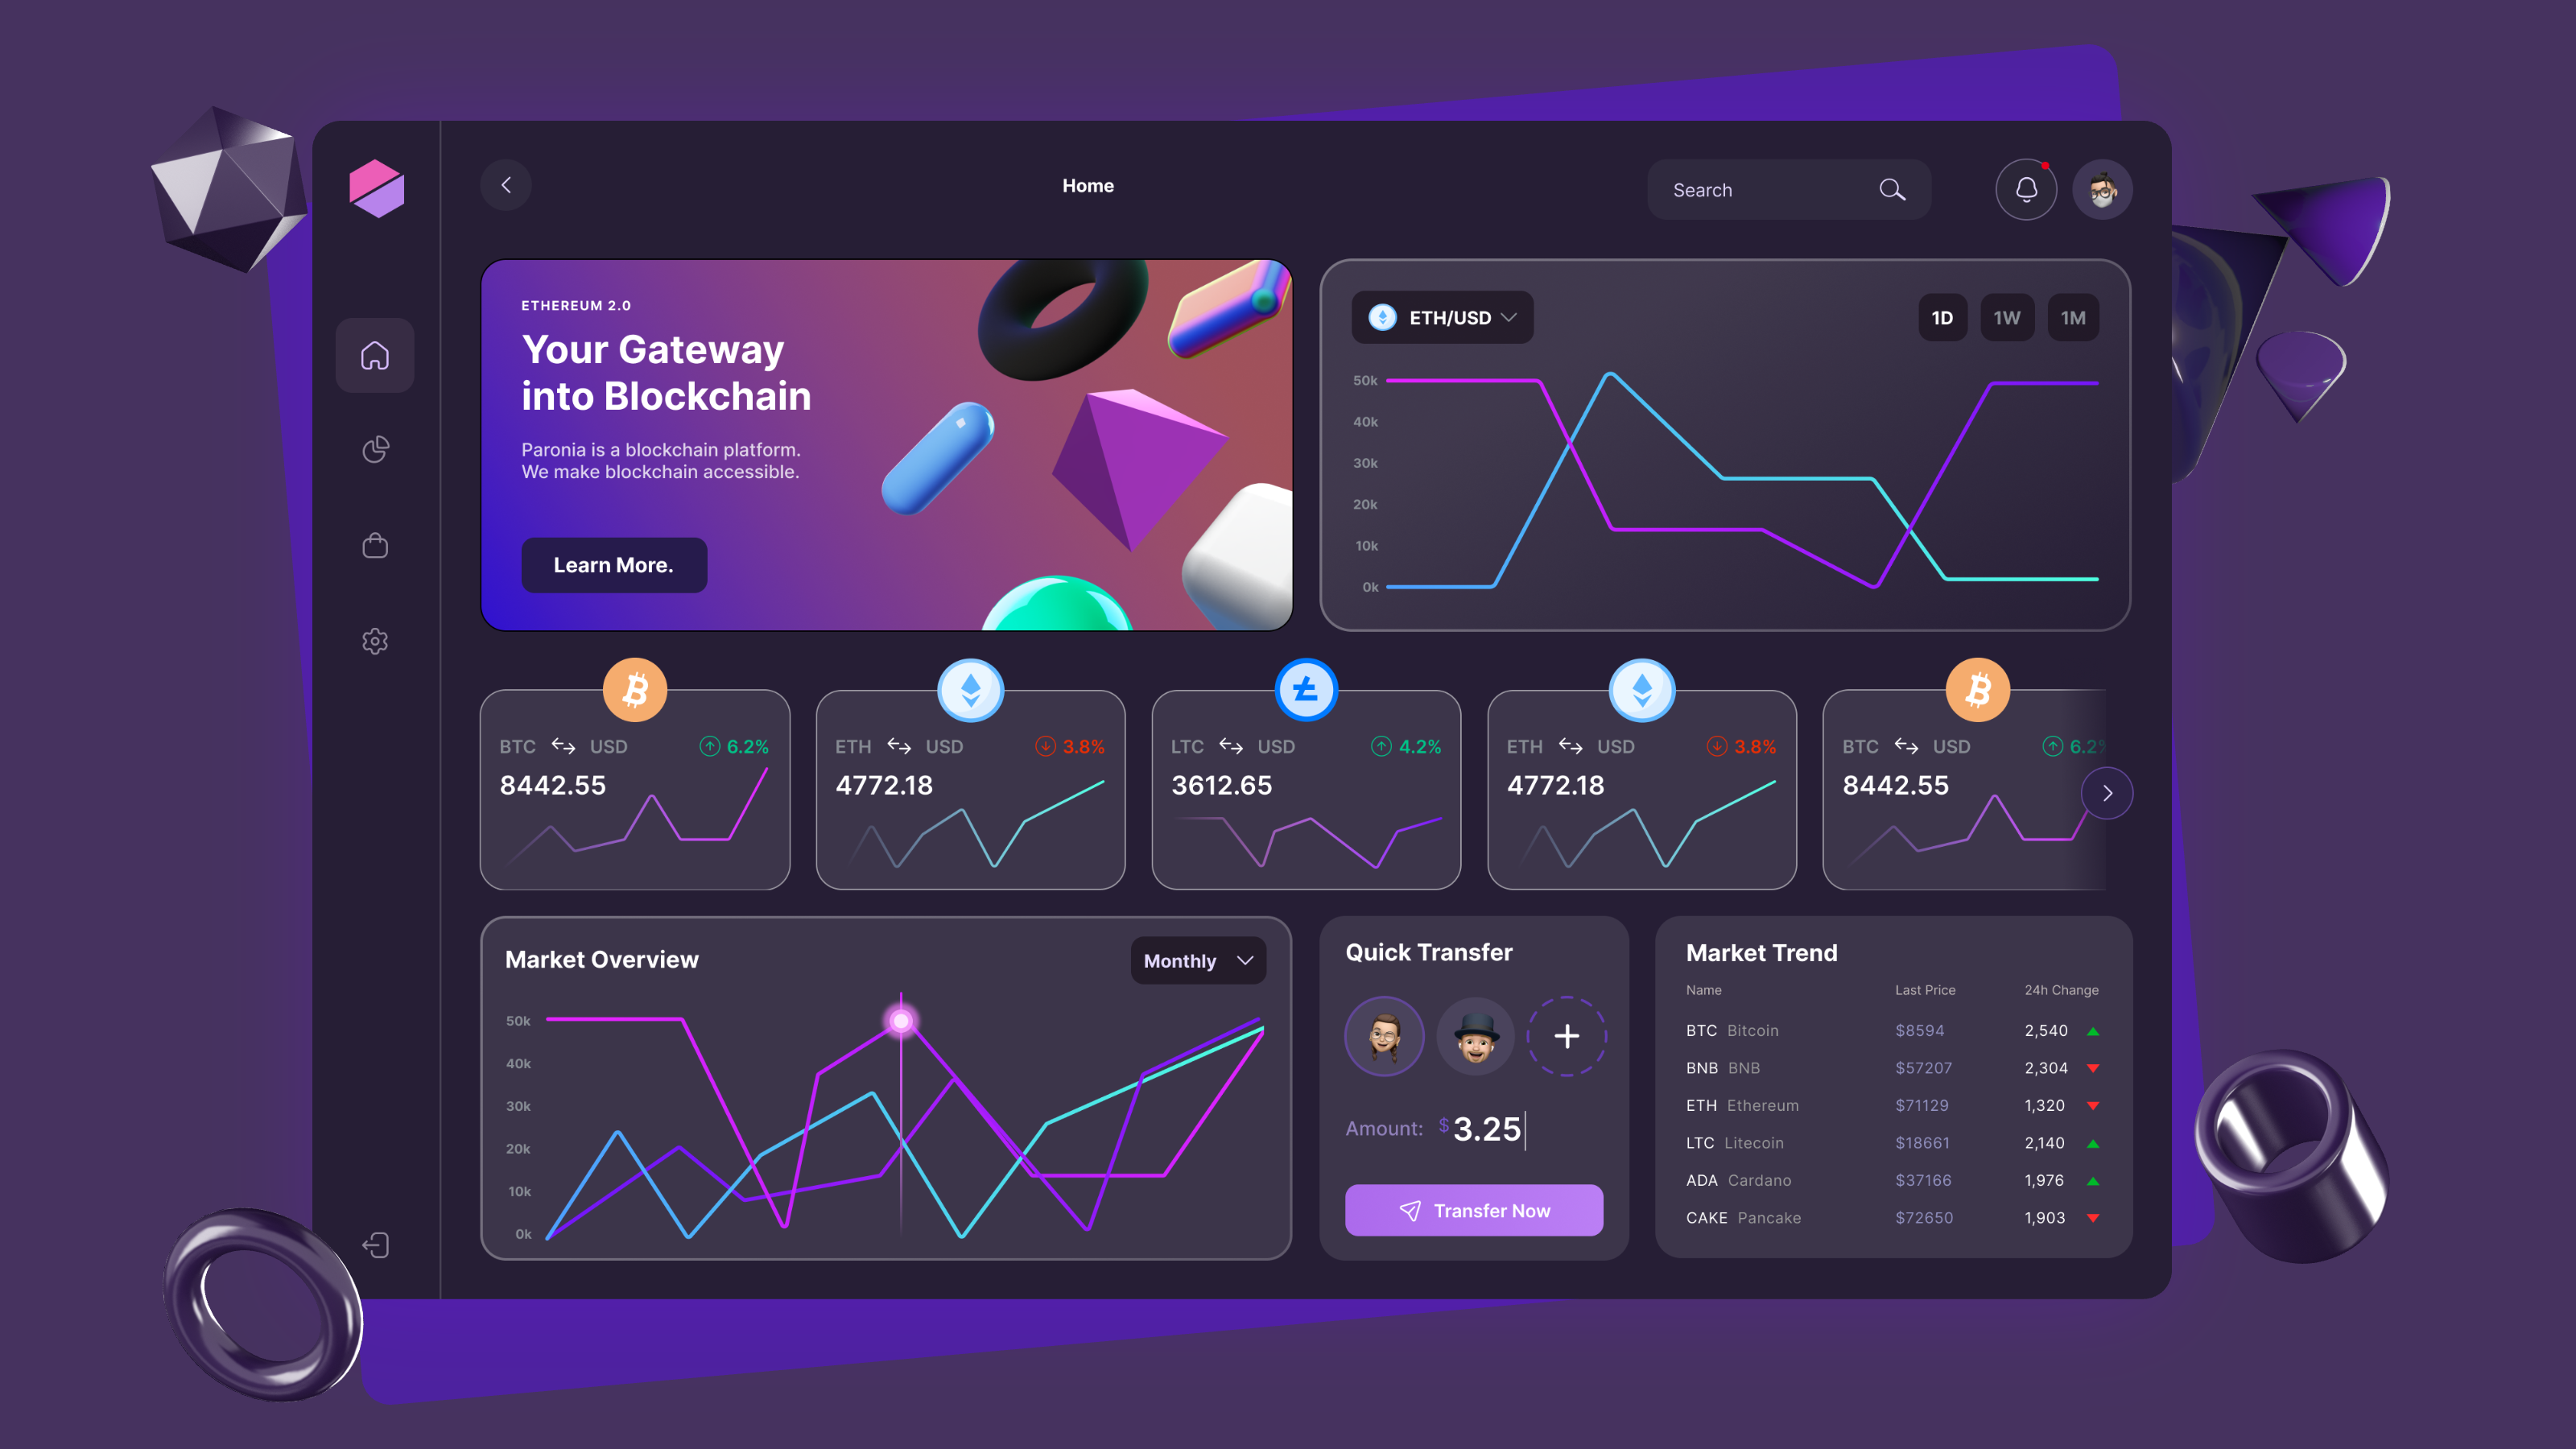 Home
Search
ETHEREUM 2.0
Your Gateway
into Blockchain
Paronia is a blockchain platform.
We make blockchain accessible.
Learn More.
ETH/USD
1D 1W 1M
50k
40k
30k
20k
10k
0k
BTC USD 6.2%
8442.55
ETH USD 3.8%
4772.18
LTC USD 4.2%
3612.65
ETH USD 3.8%
4772.18
BTC USD 6.2%
8442.55
Market Overview
Monthly
50k
40k
30k
20k
10k
0k
Quick Transfer
Amount: $3.25
Transfer Now
Market Trend
Name Last Price 24h Change
BTC Bitcoin $8594 2,540
BNB BNB $57207 2,304
ETH Ethereum $71129 1,320
LTC Litecoin $18661 2,140
ADA Cardano $37166 1,976
CAKE Pancake $72650 1,903